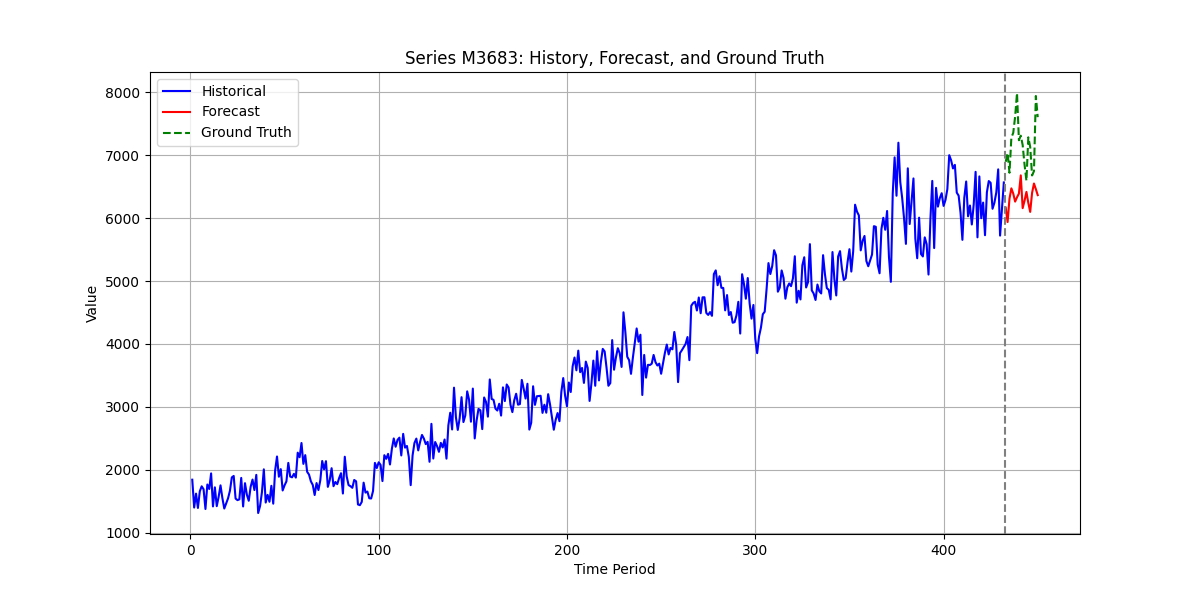 Series M3683: History, Forecast, and Ground Truth
Historical
Forecast
Ground Truth
8000
7000
6000
5000
4000
3000
2000
1000
Value
0 100 200 300 400
Time Period